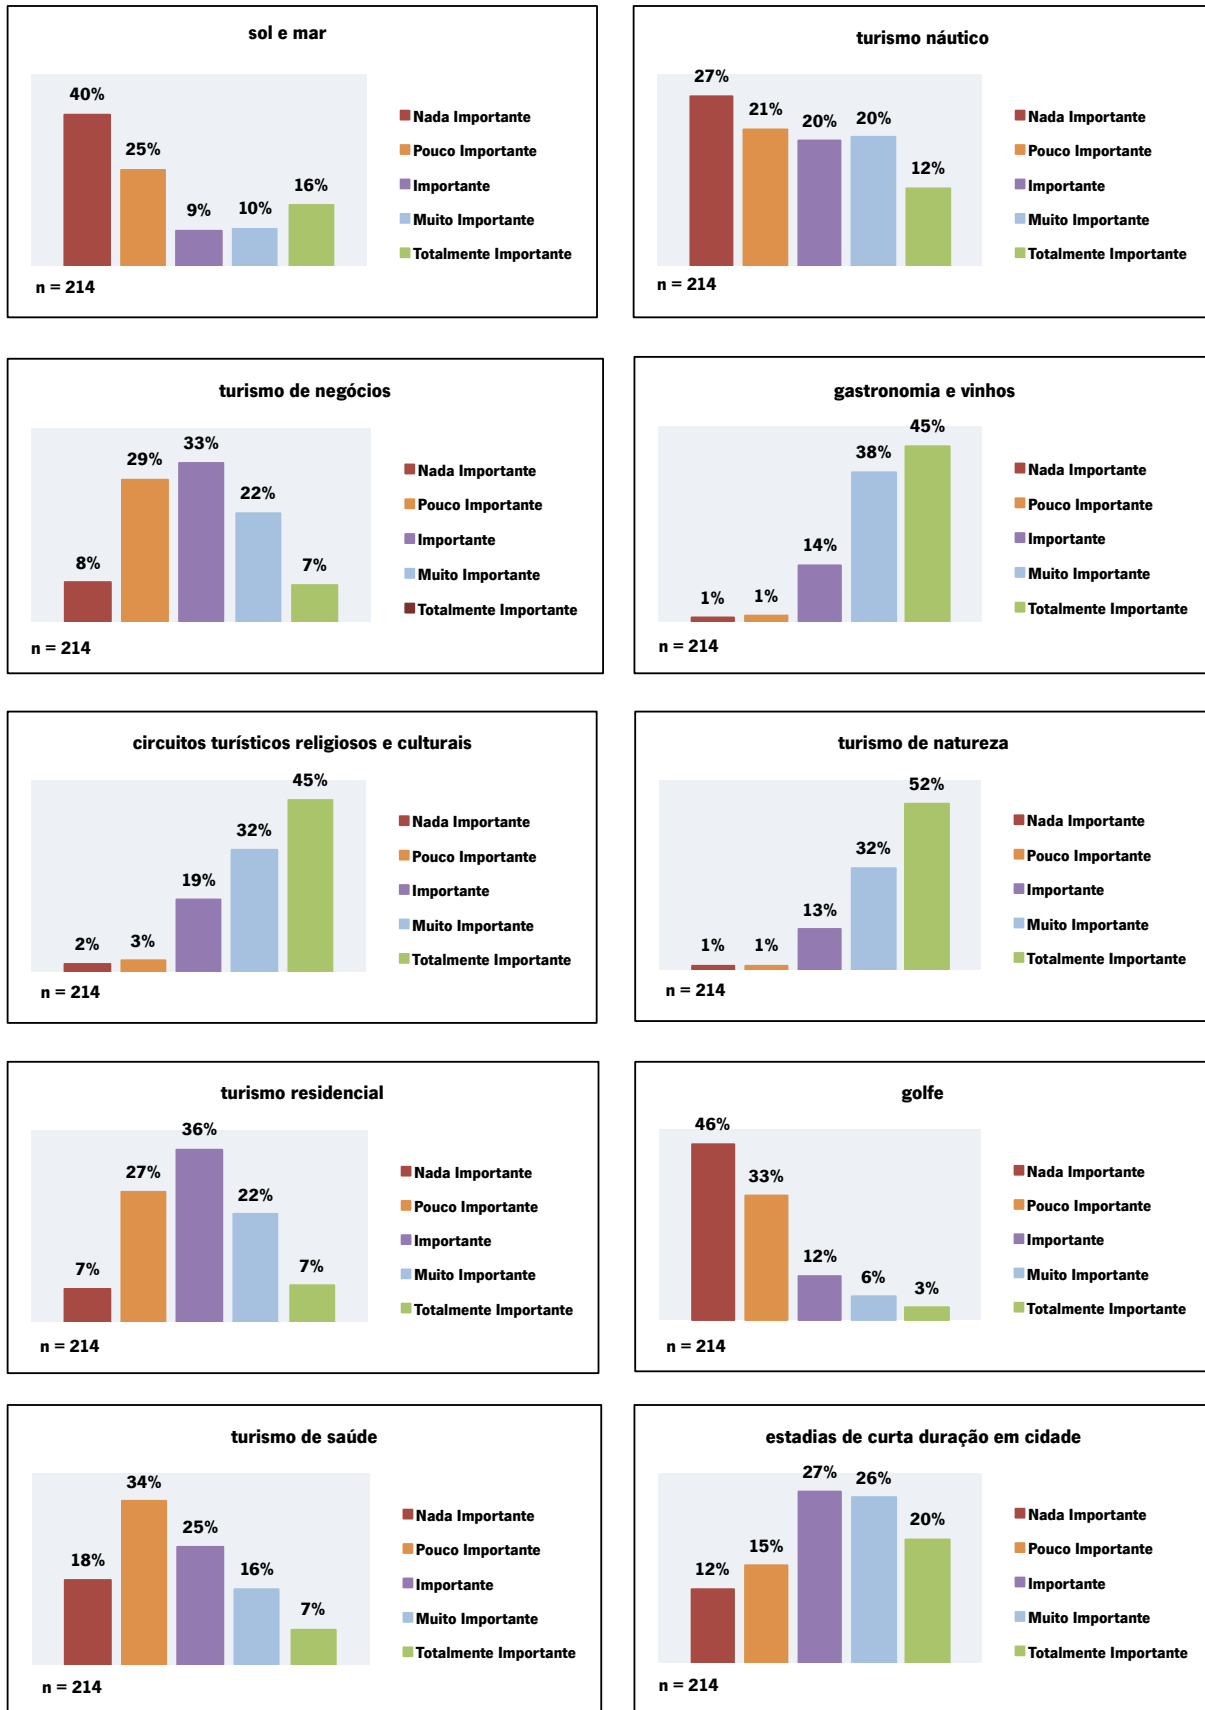 sol e mar
40%
25%
9%
10%
16%
Nada Importante
Pouco Importante
Importante
Muito Importante
Totalmente Importante
n = 214
turismo náutico
27%
21%
20%
20%
12%
Nada Importante
Pouco Importante
Importante
Muito Importante
Totalmente Importante
n = 214
turismo de negócios
8%
29%
33%
22%
7%
Nada Importante
Pouco Importante
Importante
Muito Importante
Totalmente Importante
n = 214
gastronomia e vinhos
1%
1%
14%
38%
45%
Nada Importante
Pouco Importante
Importante
Muito Importante
Totalmente Importante
n = 214
circuitos turísticos religiosos e culturais
2%
3%
19%
32%
45%
Nada Importante
Pouco Importante
Importante
Muito Importante
Totalmente Importante
n = 214
turismo de natureza
1%
1%
13%
32%
52%
Nada Importante
Pouco Importante
Importante
Muito Importante
Totalmente Importante
n = 214
turismo residencial
7%
27%
36%
22%
7%
Nada Importante
Pouco Importante
Importante
Muito Importante
Totalmente Importante
n = 214
golfe
46%
33%
12%
6%
3%
Nada Importante
Pouco Importante
Importante
Muito Importante
Totalmente Importante
n = 214
turismo de saúde
18%
34%
25%
16%
7%
Nada Importante
Pouco Importante
Importante
Muito Importante
Totalmente Importante
n = 214
estadias de curta duração em cidade
12%
15%
27%
26%
20%
Nada Importante
Pouco Importante
Importante
Muito Importante
Totalmente Importante
n = 214